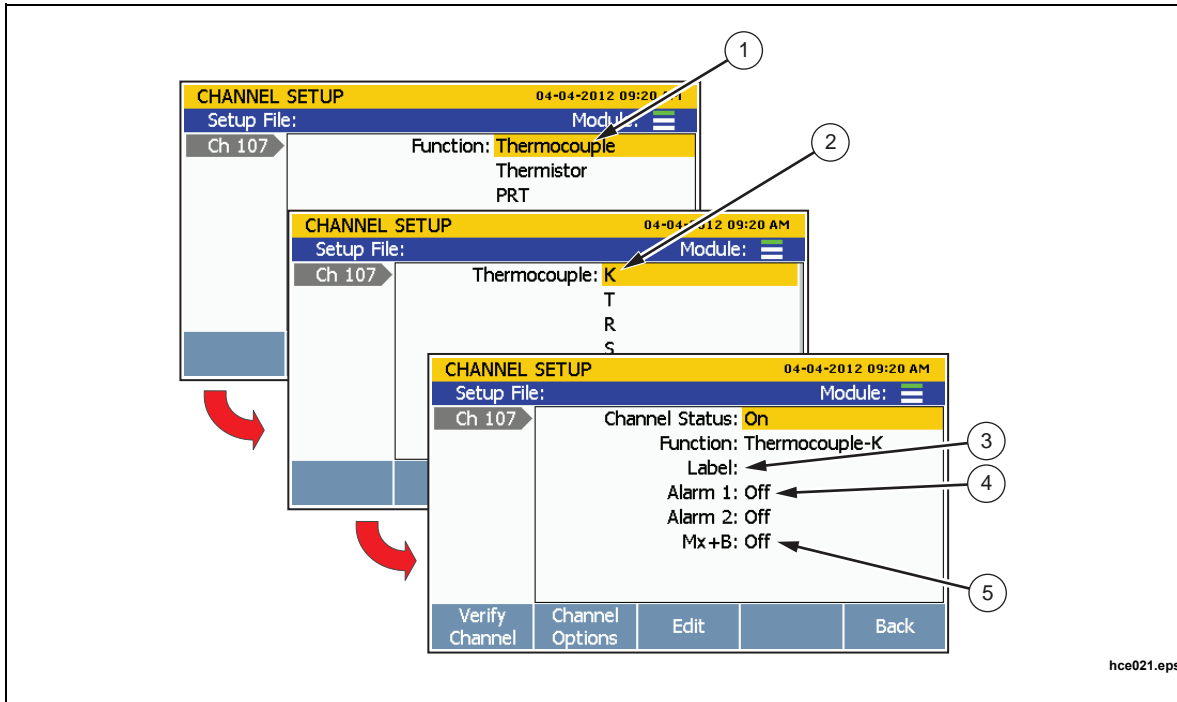 1
CHANNEL SETUP 04-04-2012 09:20 AM
Setup File: Module:
Ch 107 Function: Thermocouple
Thermistor
PRT
2
CHANNEL SETUP 04-04-2012 09:20 AM
Setup File: Module:
Ch 107 Thermocouple: K
T
R
S
CHANNEL SETUP 04-04-2012 09:20 AM
Setup File: Module:
Ch 107 Channel Status: On
Function: Thermocouple-K
Label:
3
Alarm 1: Off
4
Alarm 2: Off
Mx+B: Off
5
Verify Channel
Channel Options
Edit
Back
hce021.eps